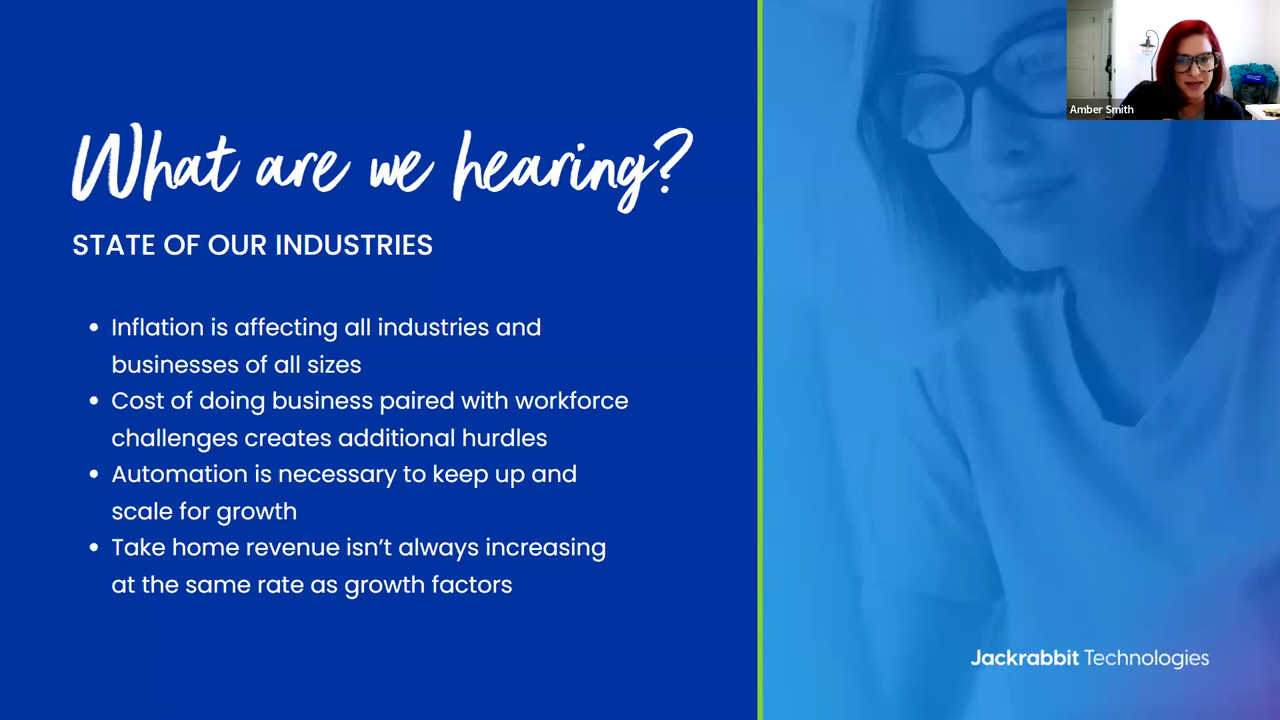 What are we hearing?
STATE OF OUR INDUSTRIES
• Inflation is affecting all industries and
businesses of all sizes
• Cost of doing business paired with workforce
challenges creates additional hurdles
• Automation is necessary to keep up and
scale for growth
• Take home revenue isn’t always increasing
at the same rate as growth factors
Amber Smith
Jackrabbit Technologies